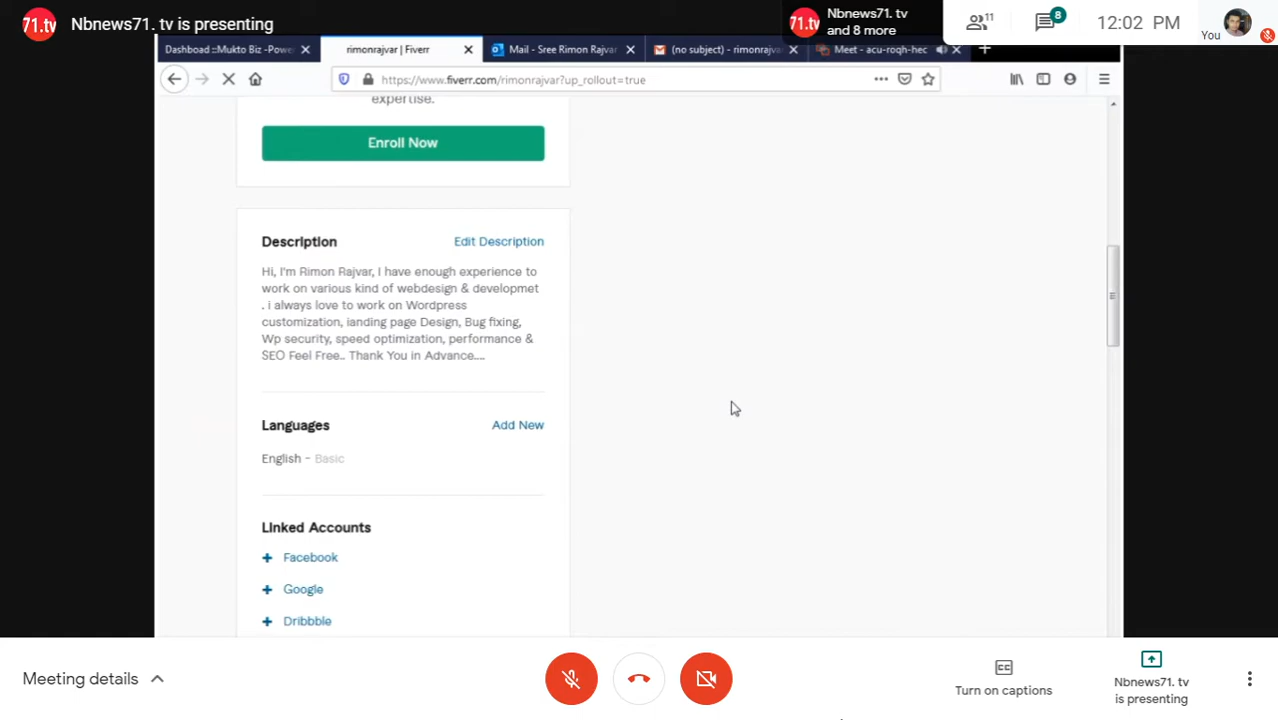 71.tv Nbnews71. tv is presenting
71.tv Nbnews71. tv and 8 more
11 8 12:02 PM You
Dashboad ::Mukto Biz -Powe rimonrajvar | Fiverr Mail - Sree Rimon Rajvar (no subject) - rimonrajva Meet - acu-roqh-hec
https://www.fiverr.com/rimonrajvar?up_rollout=true
expertise.
Enroll Now
Description Edit Description
Hi, I'm Rimon Rajvar, I have enough experience to
work on various kind of webdesign & developmet
. i always love to work on Wordpress
customization, ianding page Design, Bug fixing,
Wp security, speed optimization, performance &
SEO Feel Free.. Thank You in Advance....
Languages Add New
English - Basic
Linked Accounts
+ Facebook
+ Google
+ Dribbble
Meeting details
Turn on captions
Nbnews71. tv
is presenting